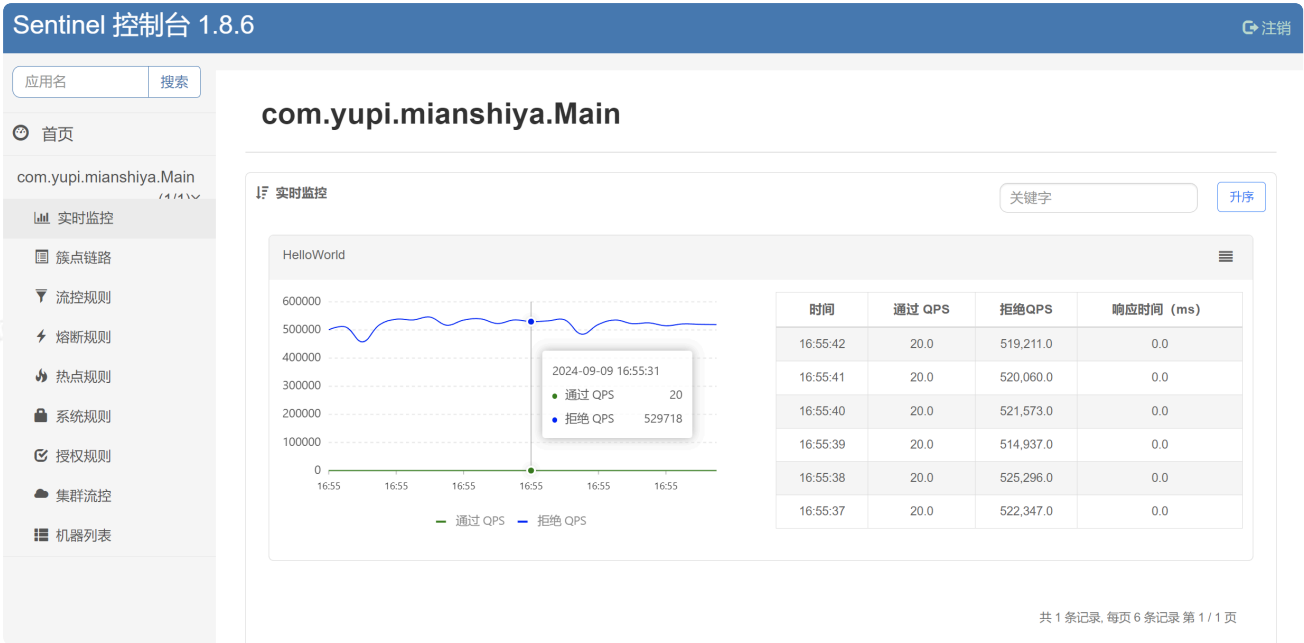 Sentinel 控制台 1.8.6
注销
应用名 搜索
首页
com.yupi.mianshiya.Main
(1/1)
实时监控
簇点链路
流控规则
熔断规则
热点规则
系统规则
授权规则
集群流控
机器列表
com.yupi.mianshiya.Main
实时监控 关键字 升序
HelloWorld
600000
500000
400000
300000
200000
100000
0
16:55 16:55 16:55 16:55 16:55 16:55
2024-09-09 16:55:31
通过 QPS 20
拒绝 QPS 529718
通过 QPS 拒绝 QPS
时间 通过 QPS 拒绝QPS 响应时间（ms）
16:55:42 20.0 519,211.0 0.0
16:55:41 20.0 520,060.0 0.0
16:55:40 20.0 521,573.0 0.0
16:55:39 20.0 514,937.0 0.0
16:55:38 20.0 525,296.0 0.0
16:55:37 20.0 522,347.0 0.0
共 1 条记录, 每页 6 条记录 第 1 / 1 页